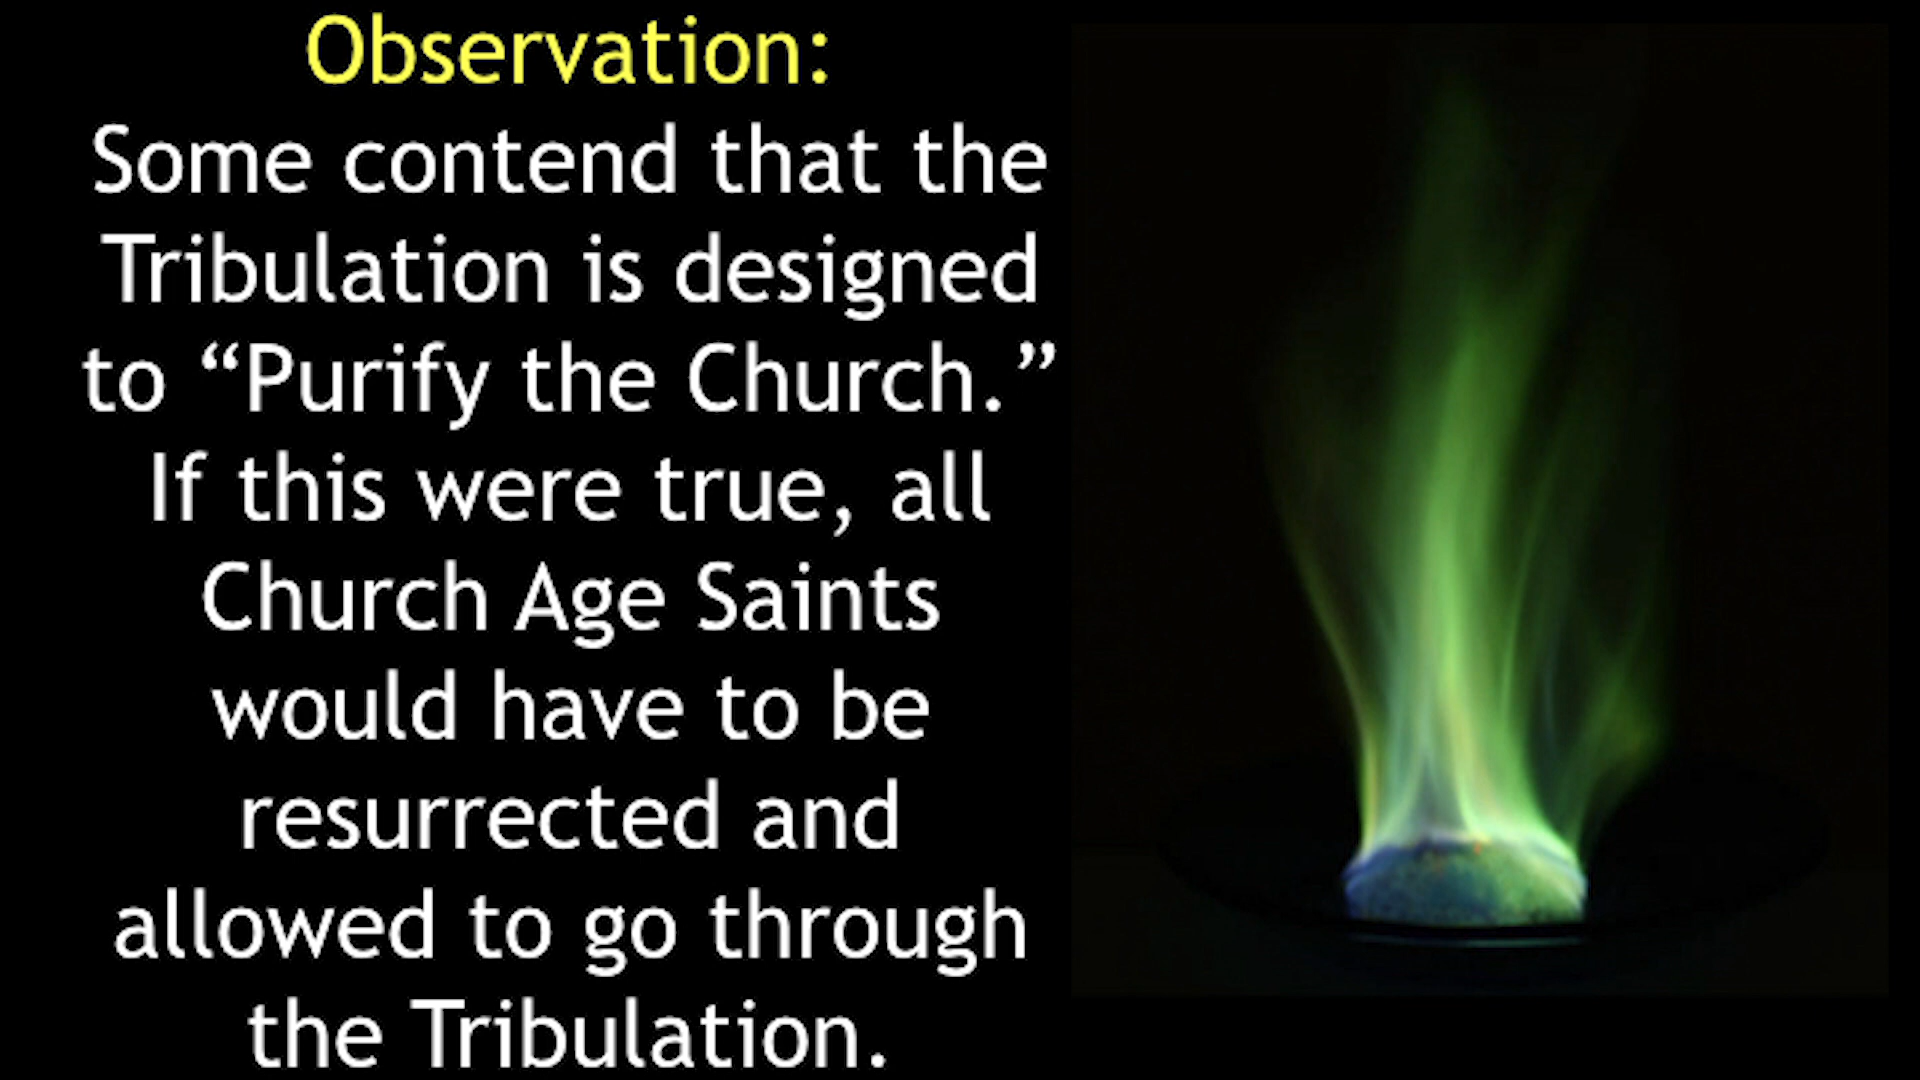 Observation:
Some contend that the
Tribulation is designed
to “Purify the Church.”
If this were true, all
Church Age Saints
would have to be
resurrected and
allowed to go through
the Tribulation.